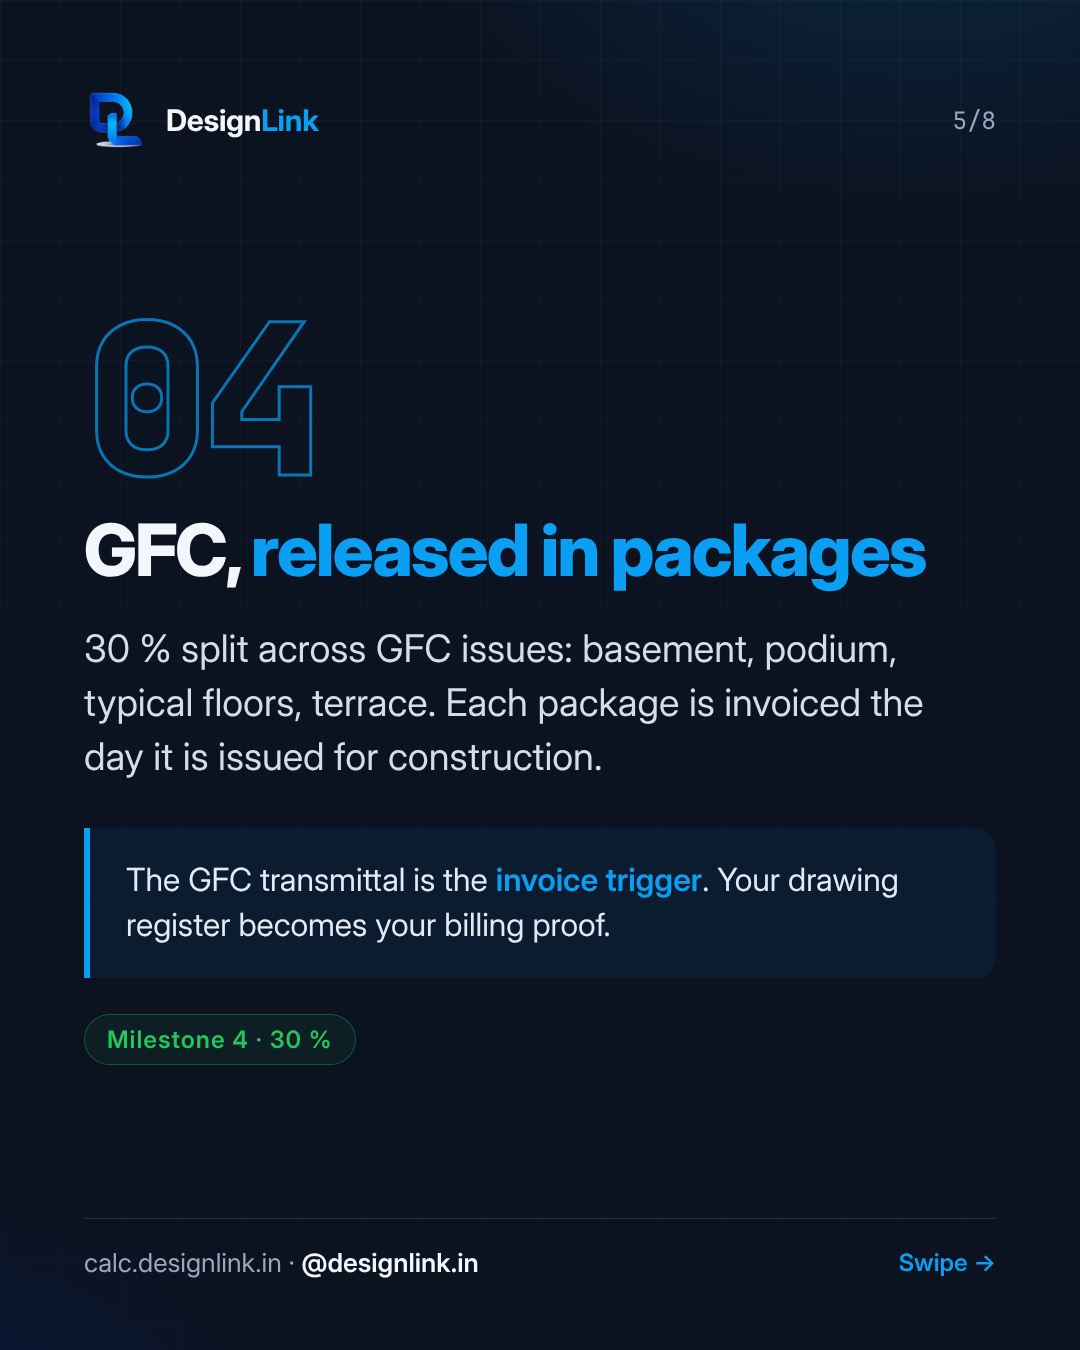 DesignLink
5/8
04
GFC, released in packages
30 % split across GFC issues: basement, podium,
typical floors, terrace. Each package is invoiced the
day it is issued for construction.
The GFC transmittal is the invoice trigger. Your drawing
register becomes your billing proof.
Milestone 4 · 30 %
calc.designlink.in · @designlink.in
Swipe →